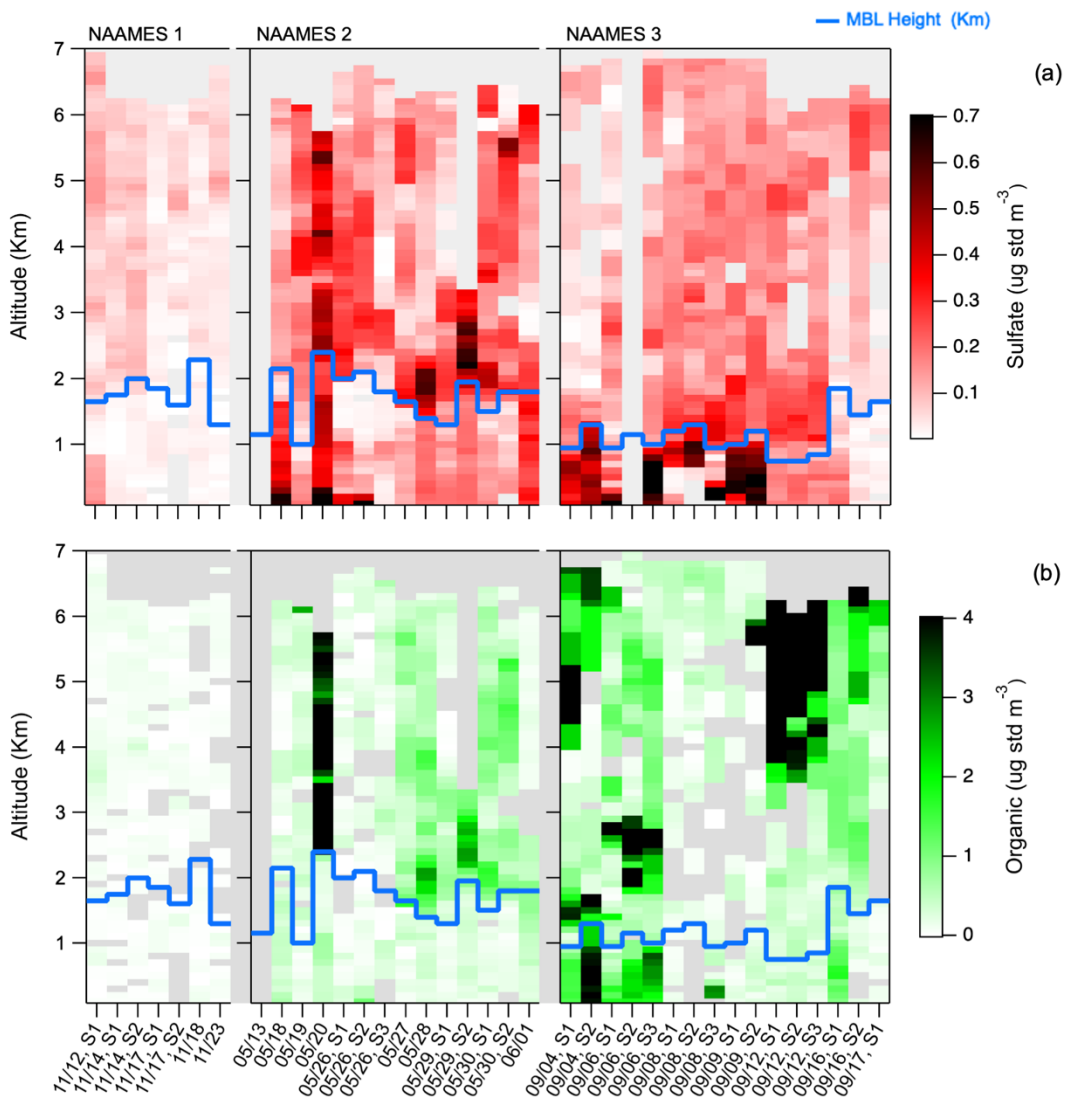 MBL Height (Km)
NAAMES 1
NAAMES 2
NAAMES 3
(a)
Altitude (Km)
7
6
5
4
3
2
1
0.7
0.6
0.5
0.4
0.3
0.2
0.1
Sulfate (ug std m⁻³)
(b)
Altitude (Km)
7
6
5
4
3
2
1
4
3
2
1
0
Organic (ug std m⁻³)
11/12, S1
11/14, S1
11/14, S2
11/17, S1
11/17, S2
11/18
11/23
05/13
05/18
05/19
05/20
05/26, S1
05/26, S2
05/26, S3
05/27
05/28
05/29, S1
05/29, S2
05/30, S1
05/30, S2
06/01
09/04, S1
09/04, S2
09/06, S1
09/06, S2
09/06, S3
09/08, S1
09/08, S2
09/08, S3
09/09, S1
09/09, S2
09/12, S1
09/12, S2
09/12, S3
09/16, S1
09/16, S2
09/17, S1